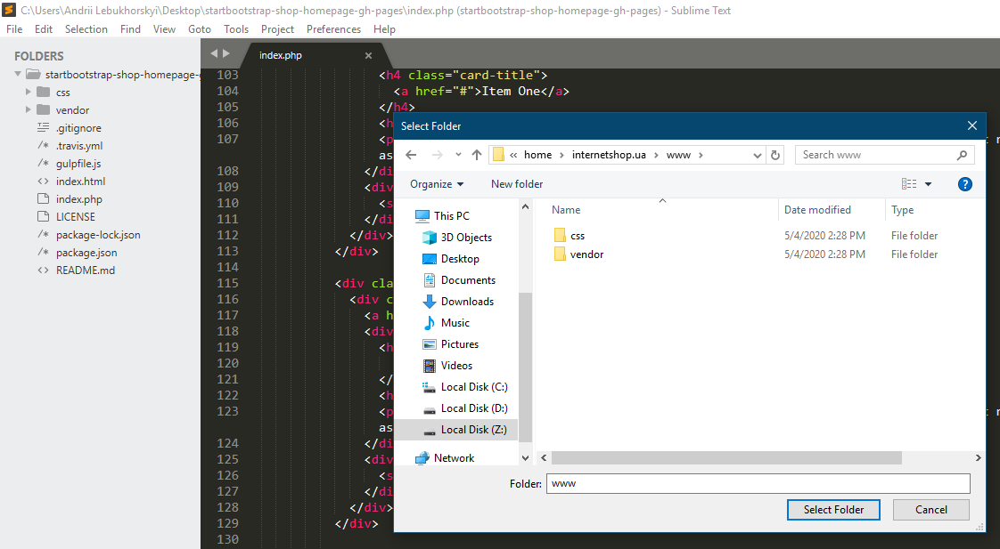 C:\Users\Andrii Lebukhorskyi\Desktop\startbootstrap-shop-homepage-gh-pages\index.php (startbootstrap-shop-homepage-gh-pages) - Sublime Text
File Edit Selection Find View Goto Tools Project Preferences Help
FOLDERS
startbootstrap-shop-homepage-g
css
vendor
.gitignore
/* .travis.yml
/* gulpfile.js
<> index.html
index.php
LICENSE
/* package-lock.json
/* package.json
<> README.md
index.php ×
103 <h4 class="card-title">
104 <a href="#">Item One</a>
105 </h4>
106 <h
107 <p
as
108 </di
109 <div
110 <s
111 </di
112 </div>
113 </div>
114
115 <div cla
116 <div c
117 <a h
118 <div
119 <h
120
121 </
122 <h
123 <p
as
124 </di
125 <div
126 <s
127 </di
128 </div>
129 </div>
130
Select Folder
« home › internetshop.ua › www ›
Search www
Organize New folder
This PC
3D Objects
Desktop
Documents
Downloads
Music
Pictures
Videos
Local Disk (C:)
Local Disk (D:)
Local Disk (Z:)
Network
Name Date modified Type
css 5/4/2020 2:28 PM File folder
vendor 5/4/2020 2:28 PM File folder
Folder: www
Select Folder Cancel